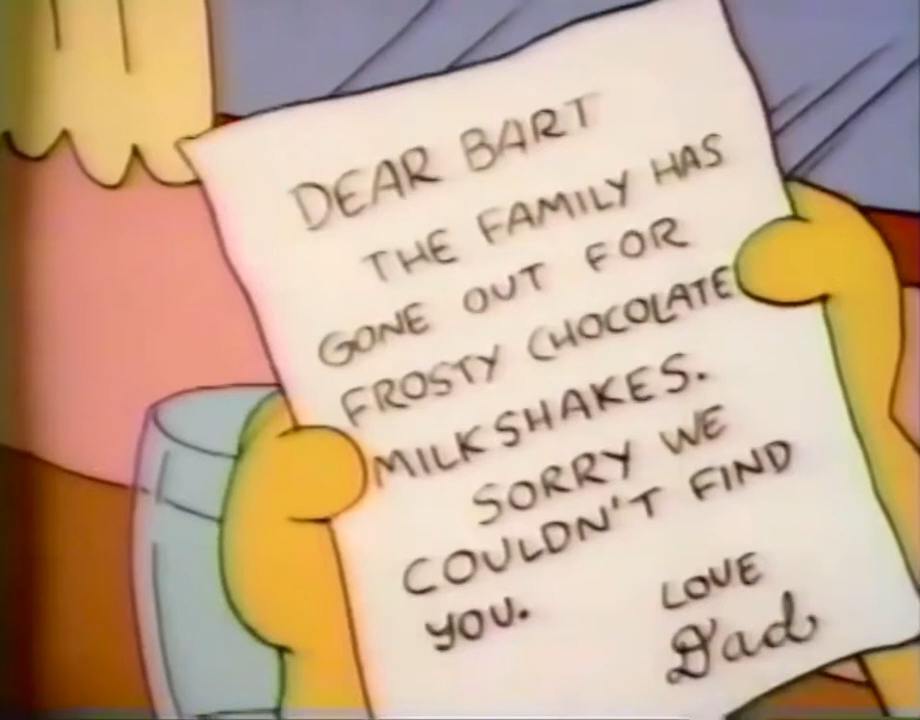 DEAR BART
THE FAMILY HAS
GONE OUT FOR
FROSTY CHOCOLATE
MILKSHAKES.
SORRY WE
COULDN'T FIND
YOU.
LOVE
Dad